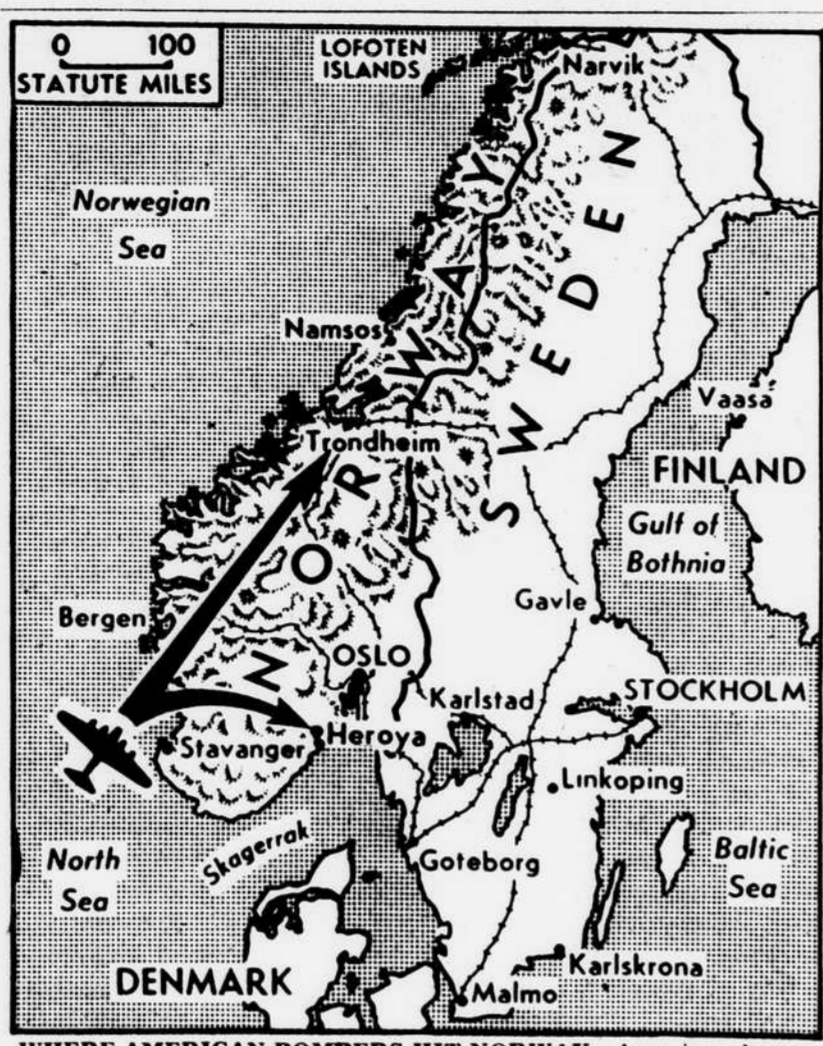 0 100
STATUTE MILES
LOFOTEN
ISLANDS
Narvik
Norwegian
Sea
NORWAY
SWEDEN
Namsos
Vaasa
Trondheim
FINLAND
Gulf of
Bothnia
Gavle
Bergen
OSLO
Karlstad
STOCKHOLM
Stavanger
Heroya
Linkoping
Skagerrak
North
Sea
Goteborg
Baltic
Sea
DENMARK
Karlskrona
Malmo
WHERE AMERICAN BOMBERS HIT NORWAY